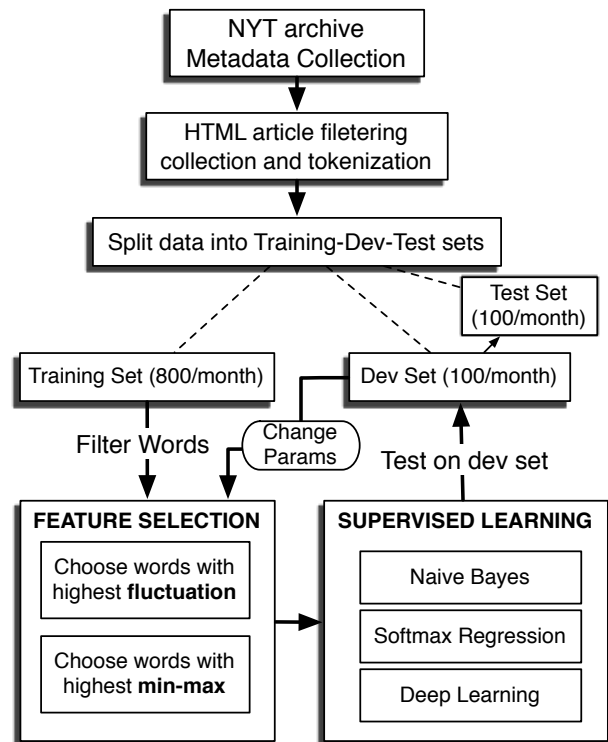 NYT archive
Metadata Collection
HTML article filetering
collection and tokenization
Split data into Training-Dev-Test sets
Test Set
(100/month)
Training Set (800/month)
Dev Set (100/month)
Filter Words
Change
Params
Test on dev set
FEATURE SELECTION
Choose words with
highest fluctuation
Choose words with
highest min-max
SUPERVISED LEARNING
Naive Bayes
Softmax Regression
Deep Learning